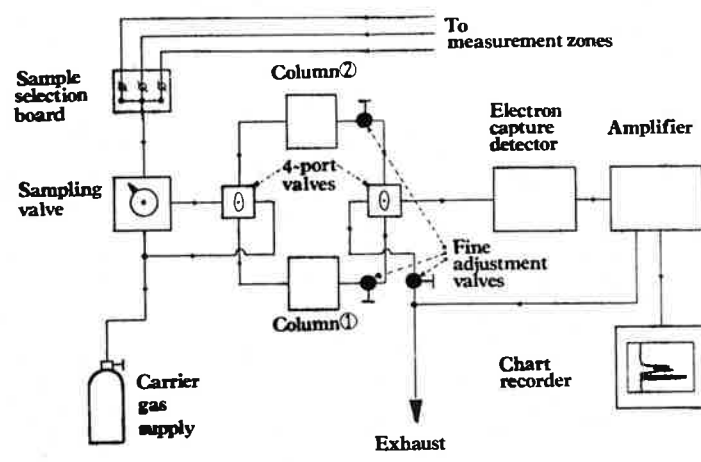 To
measurement zones
Column②
Sample
selection
board
Electron
capture
detector
Amplifier
4-port
valves
Sampling
valve
Fine
adjustment
valves
Column①
Chart
recorder
Carrier
gas
supply
Exhaust